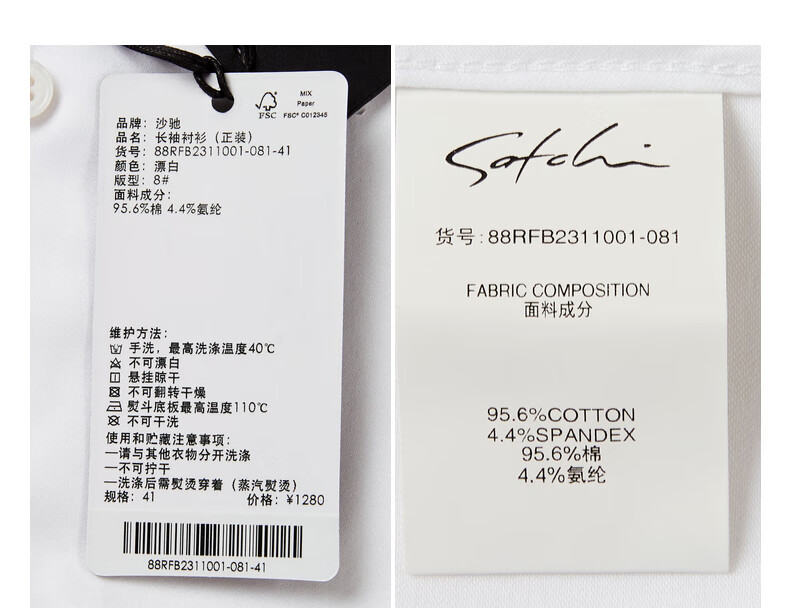 MIX
Paper
FSC
FSC® C012345
品牌：沙驰
品名：长袖衬衫（正装）
货号：88RFB2311001-081-41
颜色：漂白
版型：8#
面料成分：
95.6%棉 4.4%氨纶
维护方法：
手洗，最高洗涤温度40℃
不可漂白
悬挂晾干
不可翻转干燥
熨斗底板最高温度110℃
不可干洗
使用和贮藏注意事项：
—请与其他衣物分开洗涤
—不可拧干
—洗涤后需熨烫穿着（蒸汽熨烫）
规格：41 价格：¥1280
88RFB2311001-081-41
Satchi
货号:88RFB2311001-081
FABRIC COMPOSITION
面料成分
95.6%COTTON
4.4%SPANDEX
95.6%棉
4.4%氨纶